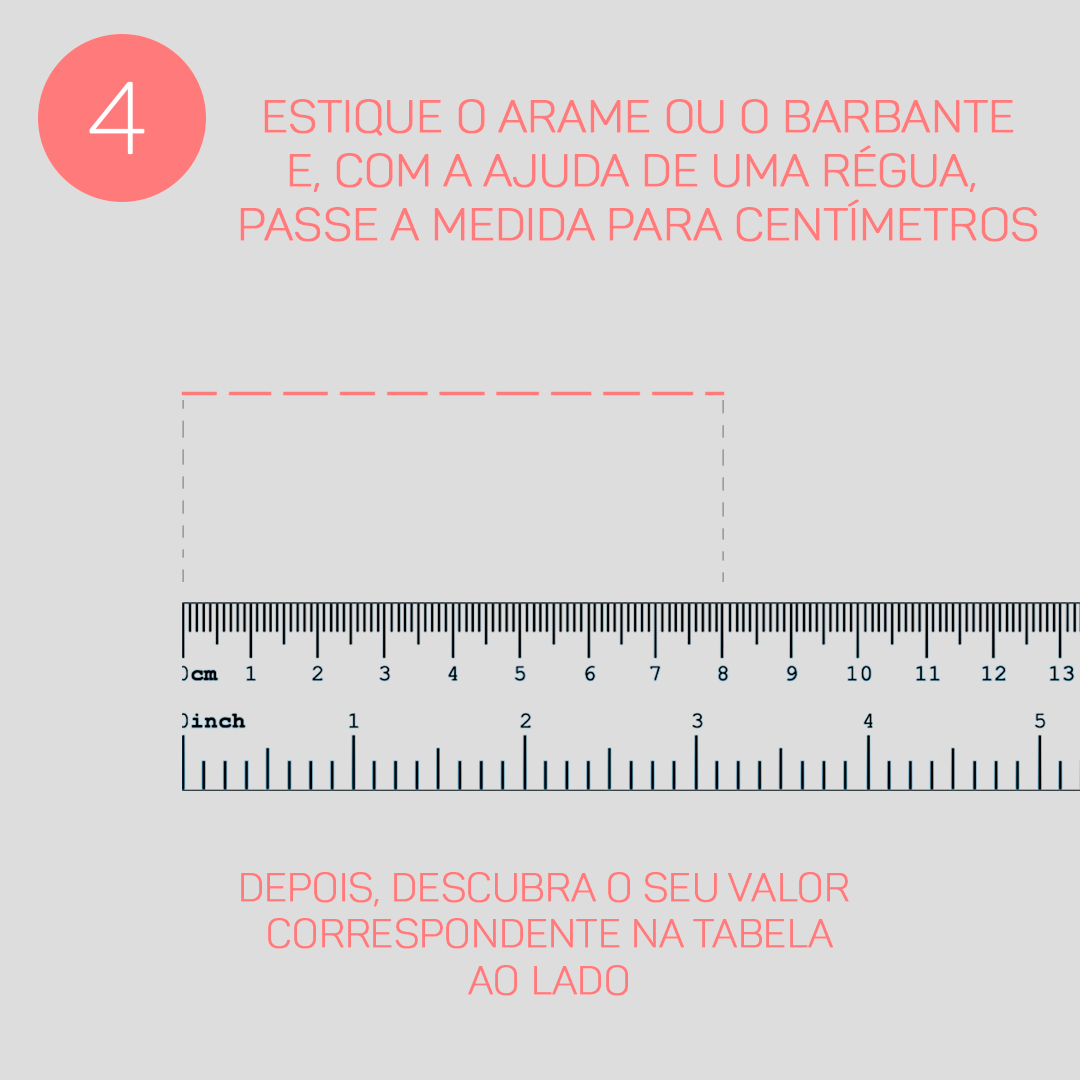 4
ESTIQUE O ARAME OU O BARBANTE
E, COM A AJUDA DE UMA RÉGUA,
PASSE A MEDIDA PARA CENTÍMETROS
0cm 1 2 3 4 5 6 7 8 9 10 11 12 13
0inch 1 2 3 4 5
DEPOIS, DESCUBRA O SEU VALOR
CORRESPONDENTE NA TABELA
AO LADO